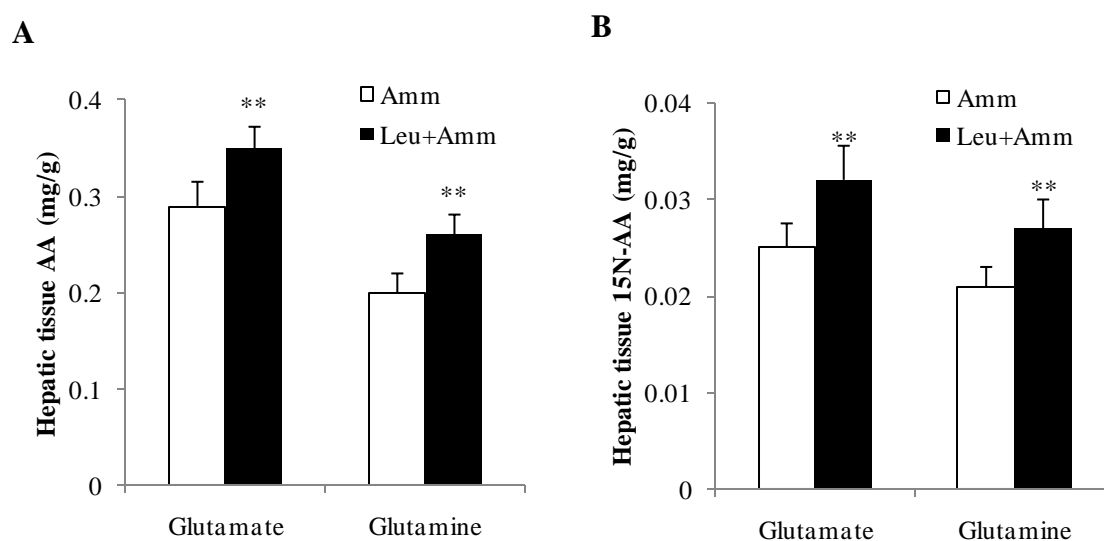 A
Hepatic tissue AA (mg/g)
0.4
0.3
0.2
0.1
0
**
**
Amm
Leu+Amm
Glutamate
Glutamine
B
Hepatic tissue 15N-AA (mg/g)
0.04
0.03
0.02
0.01
0
**
**
Amm
Leu+Amm
Glutamate
Glutamine